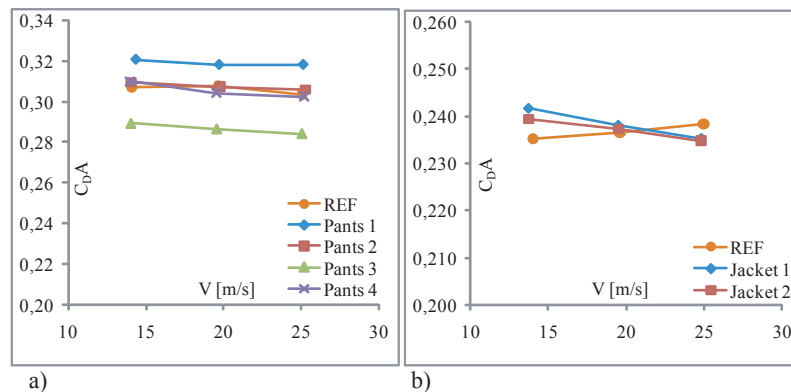 0,34
0,32
0,30
0,28
0,26
0,24
0,22
0,20
C_DA
V [m/s]
REF
Pants 1
Pants 2
Pants 3
Pants 4
10 15 20 25 30
a)
0,260
0,250
0,240
0,230
0,220
0,210
0,200
C_DA
V [m/s]
REF
Jacket 1
Jacket 2
10 15 20 25 30
b)